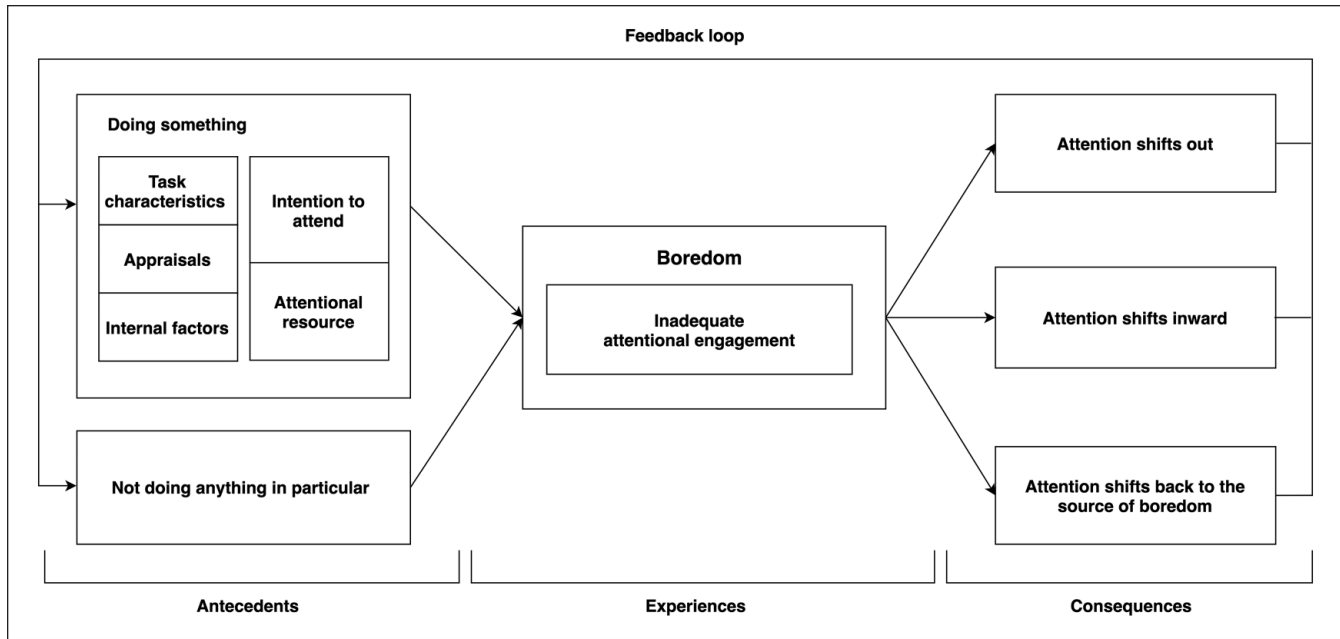 Feedback loop
Doing something
Task
characteristics
Appraisals
Internal factors
Intention to
attend
Attentional
resource
Not doing anything in particular
Boredom
Inadequate
attentional engagement
Attention shifts out
Attention shifts inward
Attention shifts back to the
source of boredom
Antecedents
Experiences
Consequences